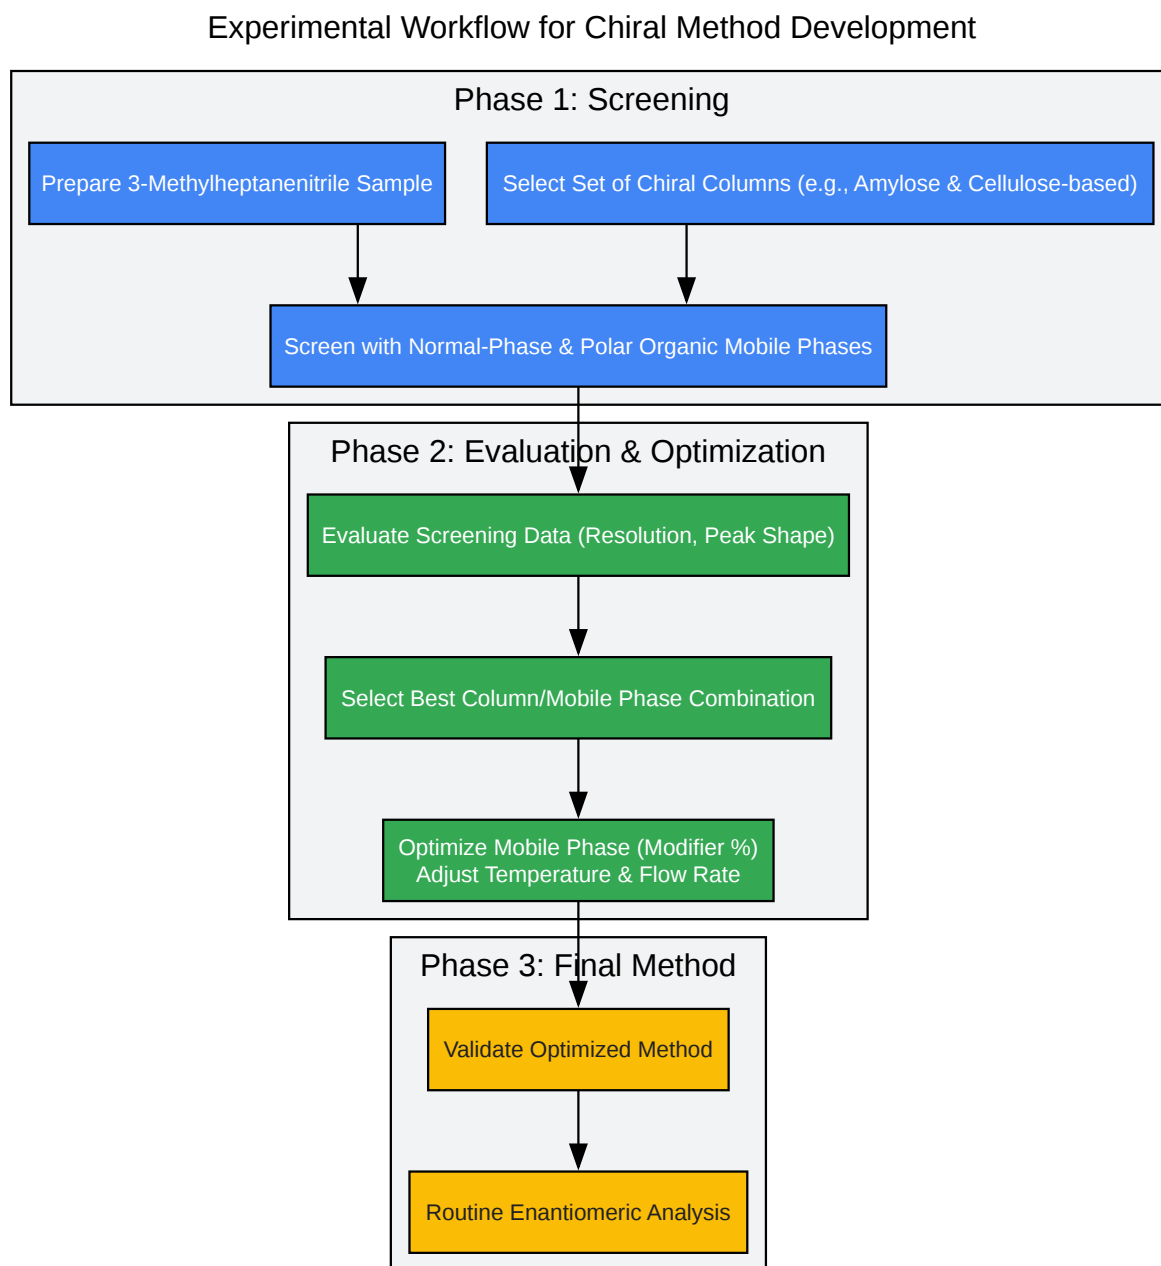 Experimental Workflow for Chiral Method Development
Phase 1: Screening
Prepare 3-Methylheptanenitrile Sample
Select Set of Chiral Columns (e.g., Amylose & Cellulose-based)
Screen with Normal-Phase & Polar Organic Mobile Phases
Phase 2: Evaluation & Optimization
Evaluate Screening Data (Resolution, Peak Shape)
Select Best Column/Mobile Phase Combination
Optimize Mobile Phase (Modifier %)
Adjust Temperature & Flow Rate
Phase 3: Final Method
Validate Optimized Method
Routine Enantiomeric Analysis